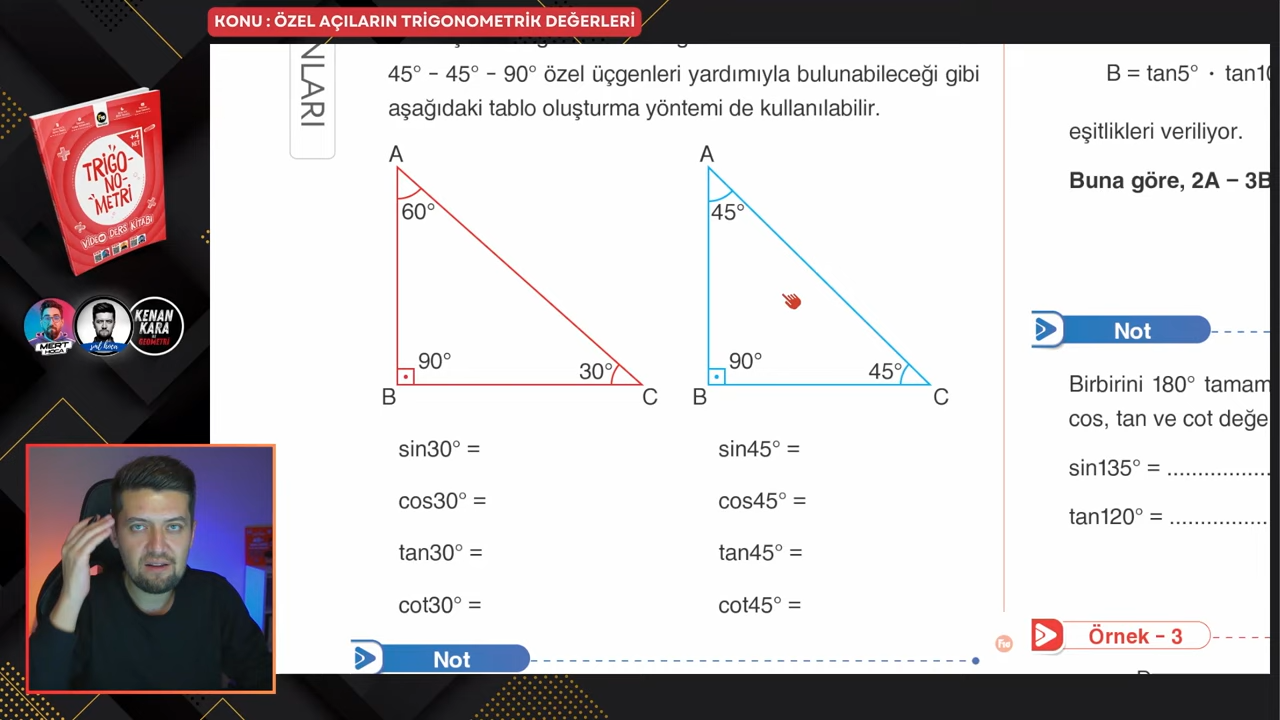 KONU : ÖZEL AÇILARIN TRİGONOMETRİK DEĞERLERİ
+4
NET
TRİGO-
NO-
METRİ
VİDEO DERS KİTABI
MERT
HOCA
KENAN
KARA
GEOMETRİ
NLARI
45° – 45° – 90° özel üçgenleri yardımıyla bulunabileceği gibi
aşağıdaki tablo oluşturma yöntemi de kullanılabilir.
A
60°
90°
30°
B
C
A
45°
90°
45°
B
C
sin30° =
cos30° =
tan30° =
cot30° =
sin45° =
cos45° =
tan45° =
cot45° =
Not
B = tan5° · tan10
eşitlikleri veriliyor.
Buna göre, 2A – 3B
Not
Birbirini 180° tamam
cos, tan ve cot değe
sin135° = ..................
tan120° = ................
Örnek – 3